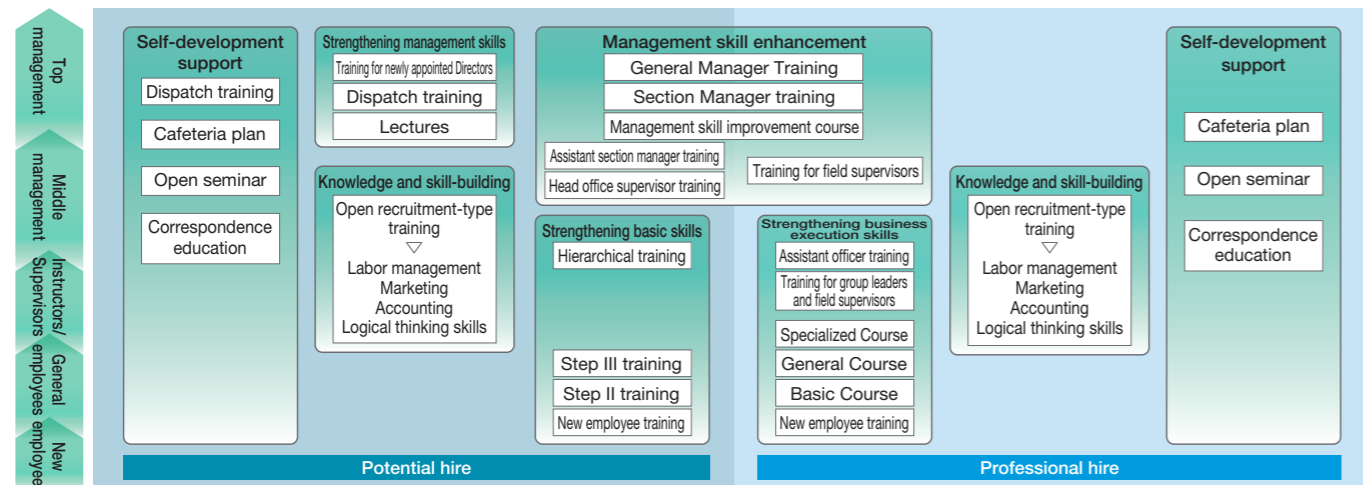 Top
management
Middle
management
Instructors/
Supervisors
General
employees
New
employee
Self-development
support
Dispatch training
Cafeteria plan
Open seminar
Correspondence
education
Strengthening management skills
Training for newly appointed Directors
Dispatch training
Lectures
Knowledge and skill-building
Open recruitment-type
training
▽
Labor management
Marketing
Accounting
Logical thinking skills
Management skill enhancement
General Manager Training
Section Manager training
Management skill improvement course
Assistant section manager training
Head office supervisor training
Training for field supervisors
Strengthening basic skills
Hierarchical training
Step III training
Step II training
New employee training
Strengthening business
execution skills
Assistant officer training
Training for group leaders
and field supervisors
Specialized Course
General Course
Basic Course
New employee training
Knowledge and skill-building
Open recruitment-type
training
▽
Labor management
Marketing
Accounting
Logical thinking skills
Self-development
support
Cafeteria plan
Open seminar
Correspondence
education
Potential hire
Professional hire